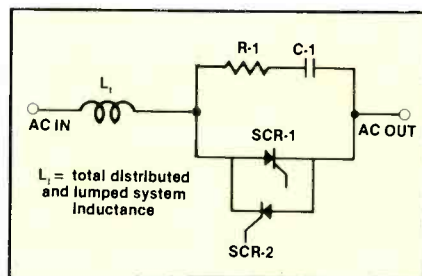 R-1
C-1
L₁
AC IN
SCR-1
AC OUT
L₁ = total distributed
and lumped system
inductance
SCR-2